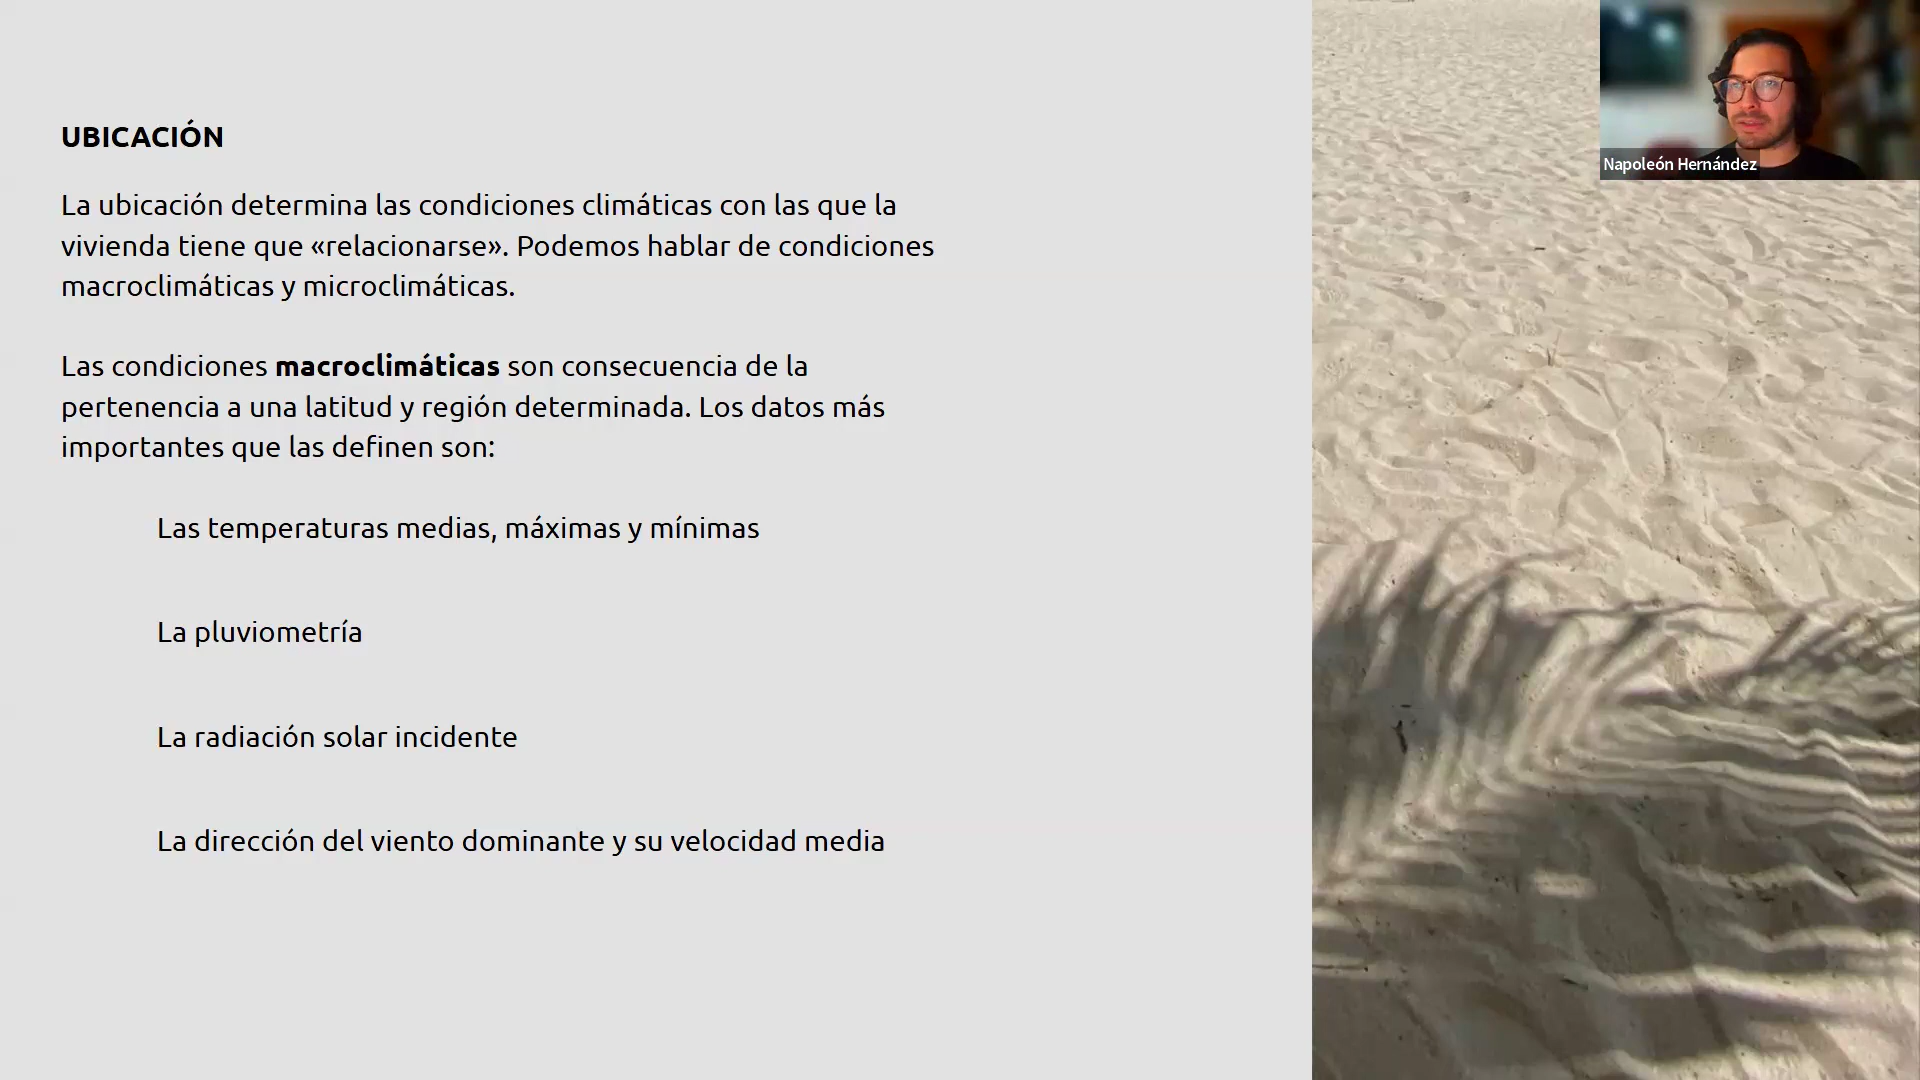 UBICACIÓN
La ubicación determina las condiciones climáticas con las que la
vivienda tiene que «relacionarse». Podemos hablar de condiciones
macroclimáticas y microclimáticas.
Las condiciones macroclimáticas son consecuencia de la
pertenencia a una latitud y región determinada. Los datos más
importantes que las definen son:
Las temperaturas medias, máximas y mínimas
La pluviometría
La radiación solar incidente
La dirección del viento dominante y su velocidad media
Napoleón Hernández